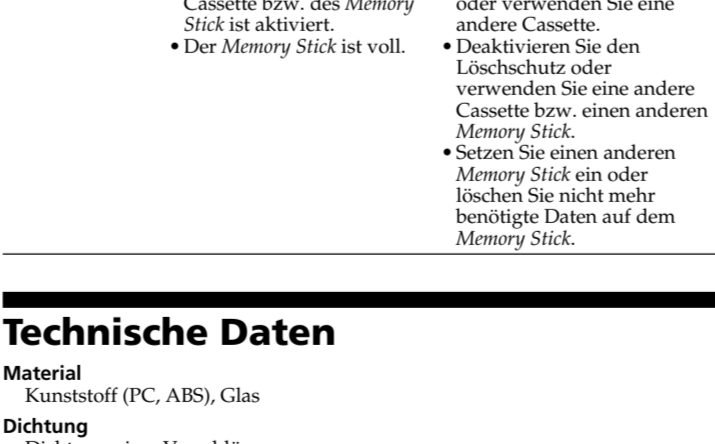 Cassette bzw. des Memory
Stick ist aktiviert.
• Der Memory Stick ist voll.
oder verwenden Sie eine
andere Cassette.
• Deaktivieren Sie den
Löschschutz oder
verwenden Sie eine andere
Cassette bzw. einen anderen
Memory Stick.
• Setzen Sie einen anderen
Memory Stick ein oder
löschen Sie nicht mehr
benötigte Daten auf dem
Memory Stick.
Technische Daten
Material
Kunststoff (PC, ABS), Glas
Dichtung